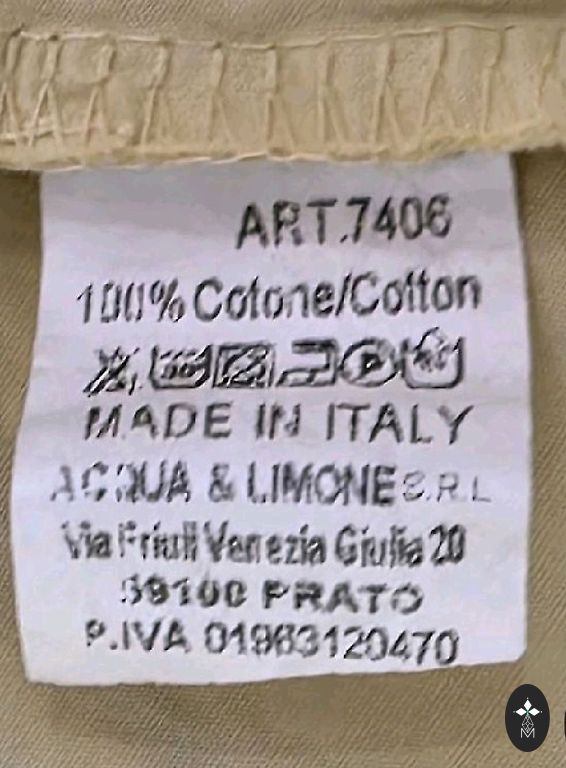 ART.7406
100% Cotone/Cotton
MADE IN ITALY
ACQUA & LIMONE S.R.L
Via Friuli Venezia Giulia 20
59100 PRATO
P.IVA 01963120470
M